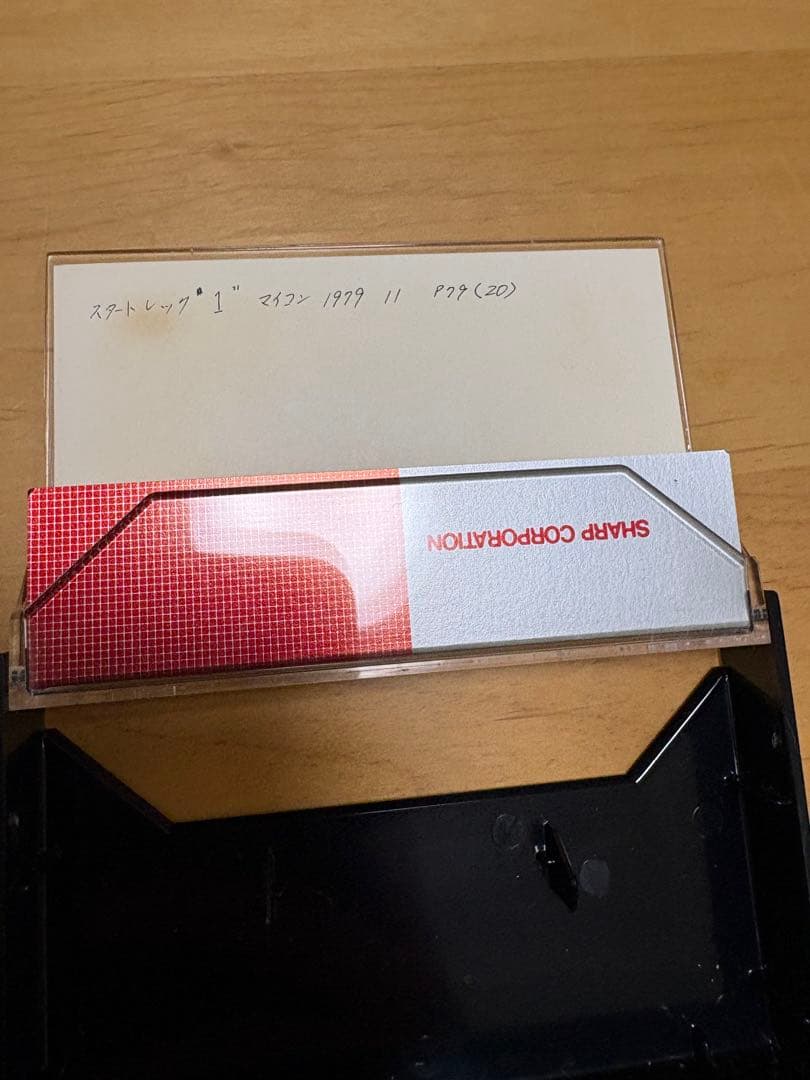 スタートレック "1" マイコン 1979 11 P79 (20)
SHARP CORPORATION